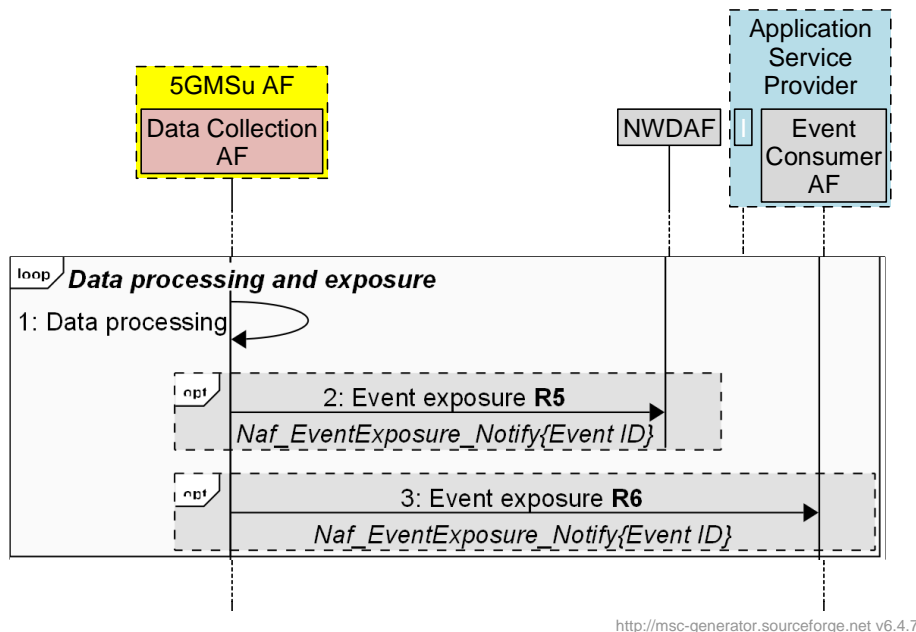 Application
Service
Provider
5GMSu AF
Data Collection
AF
NWDAF
Event
Consumer
AF
loop
Data processing and exposure
1: Data processing
opt
2: Event exposure R5
Naf_EventExposure_Notify{Event ID}
opt
3: Event exposure R6
Naf_EventExposure_Notify{Event ID}
http://msc-generator.sourceforge.net v6.4.7